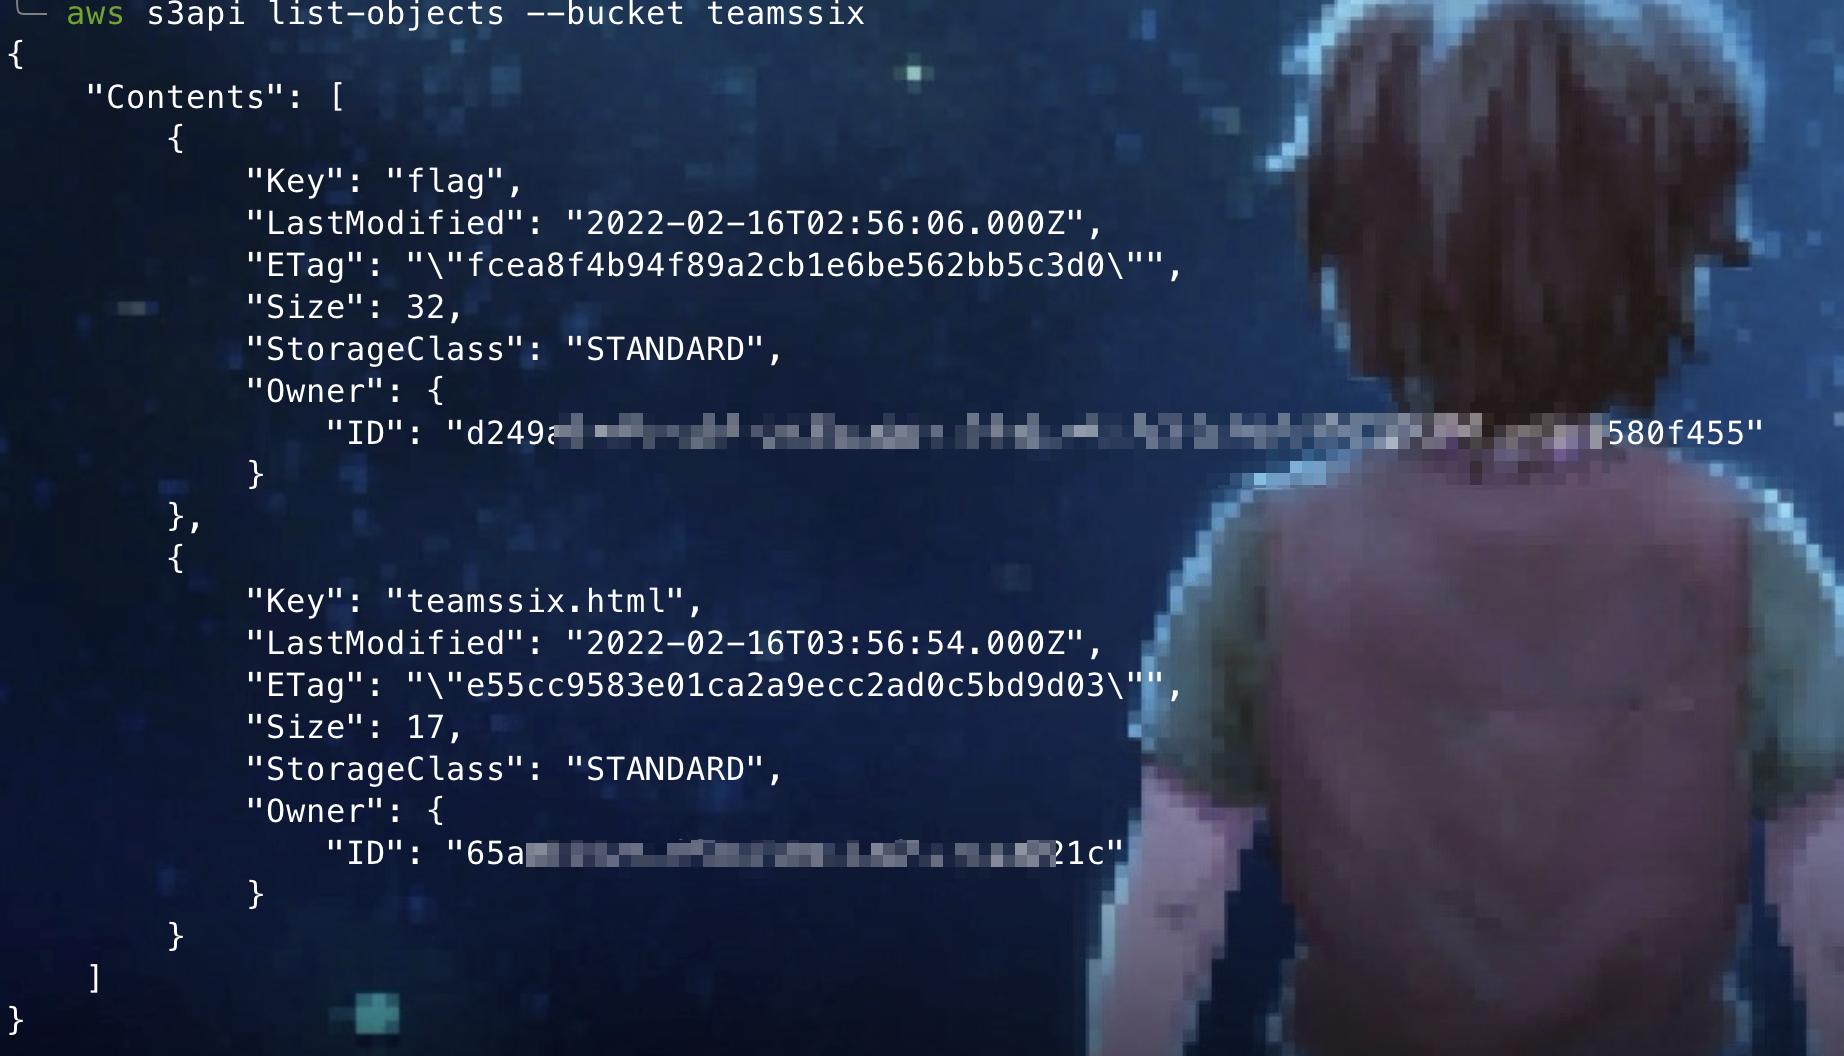 aws s3api list-objects --bucket teamssix
{
"Contents": [
{
"Key": "flag",
"LastModified": "2022-02-16T02:56:06.000Z",
"ETag": "\"fcea8f4b94f89a2cb1e6be562bb5c3d0\"",
"Size": 32,
"StorageClass": "STANDARD",
"Owner": {
"ID": "d249a 580f455"
}
},
{
"Key": "teamssix.html",
"LastModified": "2022-02-16T03:56:54.000Z",
"ETag": "\"e55cc9583e01ca2a9ecc2ad0c5bd9d03\"",
"Size": 17,
"StorageClass": "STANDARD",
"Owner": {
"ID": "65a 21c"
}
}
]
}